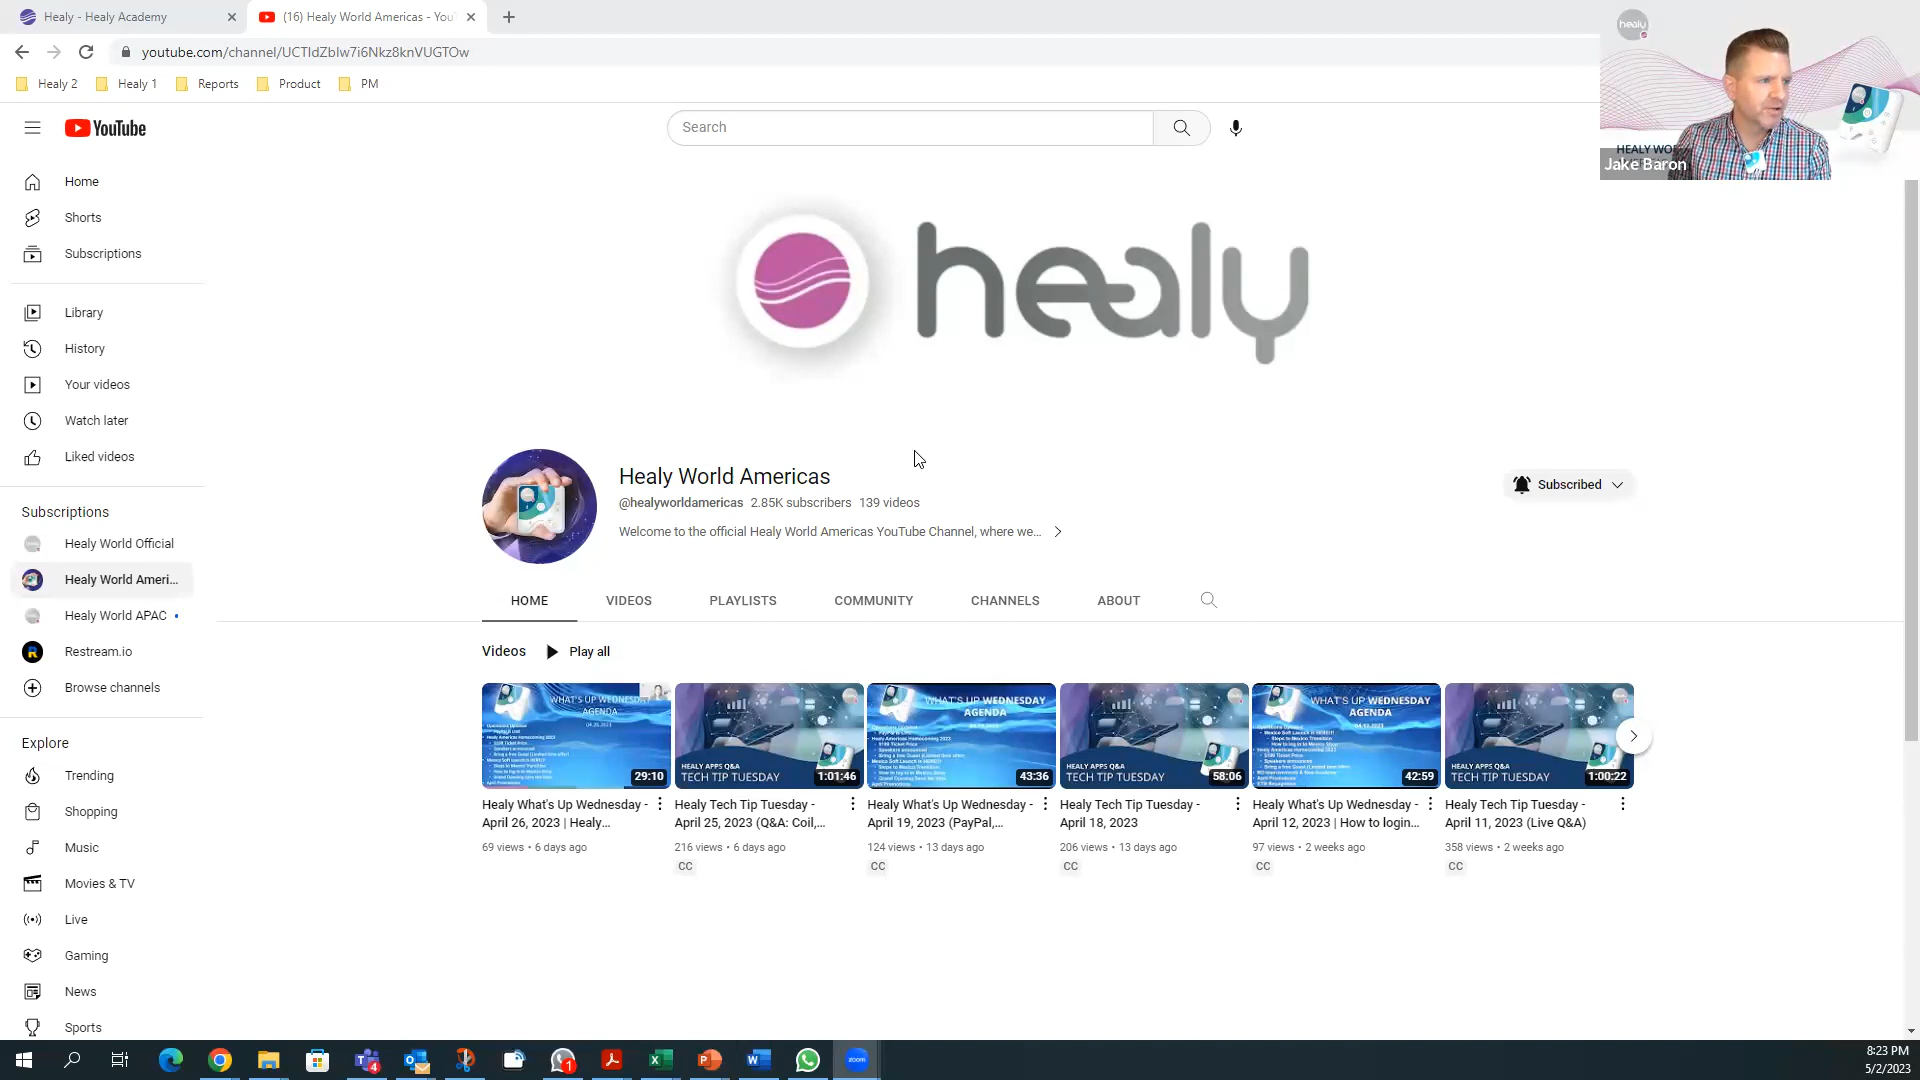 Healy - Healy Academy
(16) Healy World Americas - You
youtube.com/channel/UCTIdZbIw7i6Nkz8knVUGTOw
Healy 2
Healy 1
Reports
Product
PM
healy
HEALY WO
Jake Baron
YouTube
Search
Home
Shorts
Subscriptions
Library
History
Your videos
Watch later
Liked videos
Subscriptions
Healy World Official
Healy World Ameri...
Healy World APAC
Restream.io
Browse channels
Explore
Trending
Shopping
Music
Movies & TV
Live
Gaming
News
Sports
healy
Healy World Americas
@healyworldamericas 2.85K subscribers 139 videos
Welcome to the official Healy World Americas YouTube Channel, where we...
Subscribed
HOME VIDEOS PLAYLISTS COMMUNITY CHANNELS ABOUT
Videos Play all
WHAT'S UP WEDNESDAY
AGENDA
29:10
Healy What's Up Wednesday -
April 26, 2023 | Healy...
69 views • 6 days ago
HEALY APPS Q&A
TECH TIP TUESDAY
1:01:46
Healy Tech Tip Tuesday -
April 25, 2023 (Q&A: Coil,...
216 views • 6 days ago
CC
WHAT'S UP WEDNESDAY
AGENDA
43:36
Healy What's Up Wednesday -
April 19, 2023 (PayPal,...
124 views • 13 days ago
CC
HEALY APPS Q&A
TECH TIP TUESDAY
58:06
Healy Tech Tip Tuesday -
April 18, 2023
206 views • 13 days ago
CC
WHAT'S UP WEDNESDAY
AGENDA
42:59
Healy What's Up Wednesday -
April 12, 2023 | How to login...
97 views • 2 weeks ago
CC
HEALY APPS Q&A
TECH TIP TUESDAY
1:00:22
Healy Tech Tip Tuesday -
April 11, 2023 (Live Q&A)
358 views • 2 weeks ago
CC
4
1
zoom
8:23 PM
5/2/2023